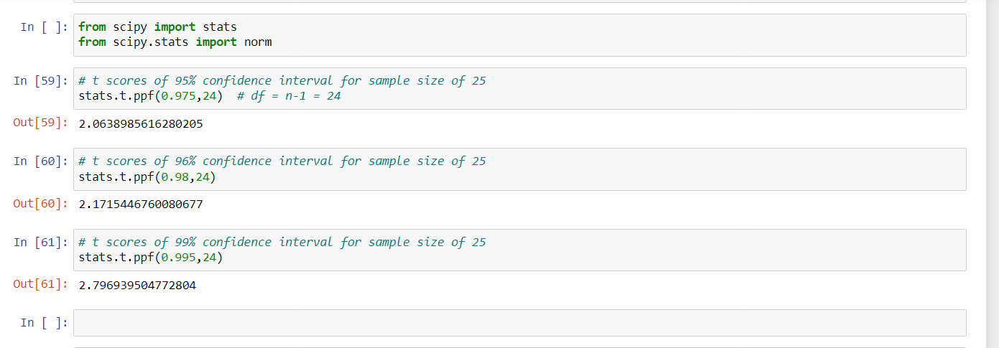 In [ ]: from scipy import stats
from scipy.stats import norm
In [59]: # t scores of 95% confidence interval for sample size of 25
stats.t.ppf(0.975,24)  # df = n-1 = 24
Out[59]: 2.0638985616280205
In [60]: # t scores of 96% confidence interval for sample size of 25
stats.t.ppf(0.98,24)
Out[60]: 2.1715446760080677
In [61]: # t scores of 99% confidence interval for sample size of 25
stats.t.ppf(0.995,24)
Out[61]: 2.796939504772804
In [ ]: